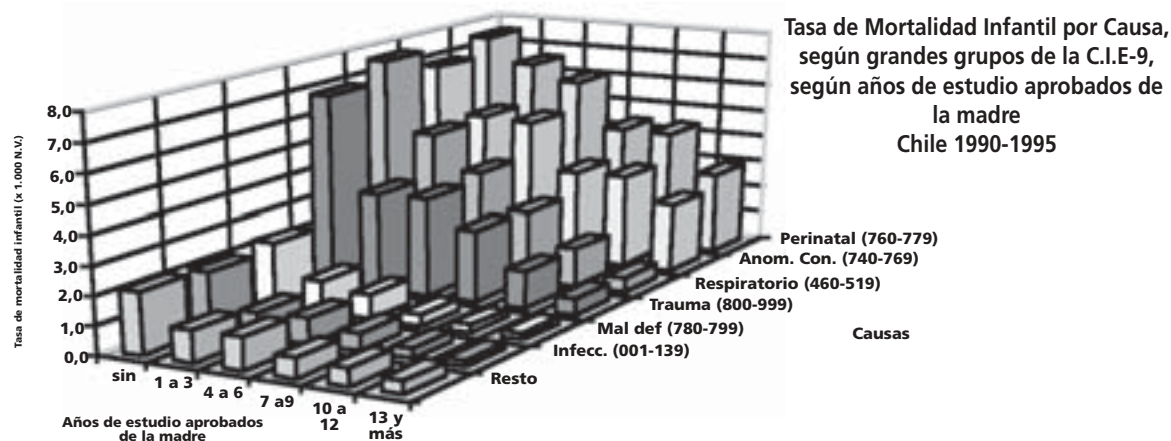 Tasa de Mortalidad Infantil por Causa,
según grandes grupos de la C.I.E-9,
según años de estudio aprobados de
la madre
Chile 1990-1995
Tasa de mortalidad infantil (x 1.000 N.V.)
8,0
7,0
6,0
5,0
4,0
3,0
2,0
1,0
0,0
sin
1 a 3
4 a 6
7 a9
10 a
12
13 y
más
Años de estudio aprobados
de la madre
Perinatal (760-779)
Anom. Con. (740-769)
Respiratorio (460-519)
Trauma (800-999)
Mal def (780-799)
Infecc. (001-139)
Resto
Causas